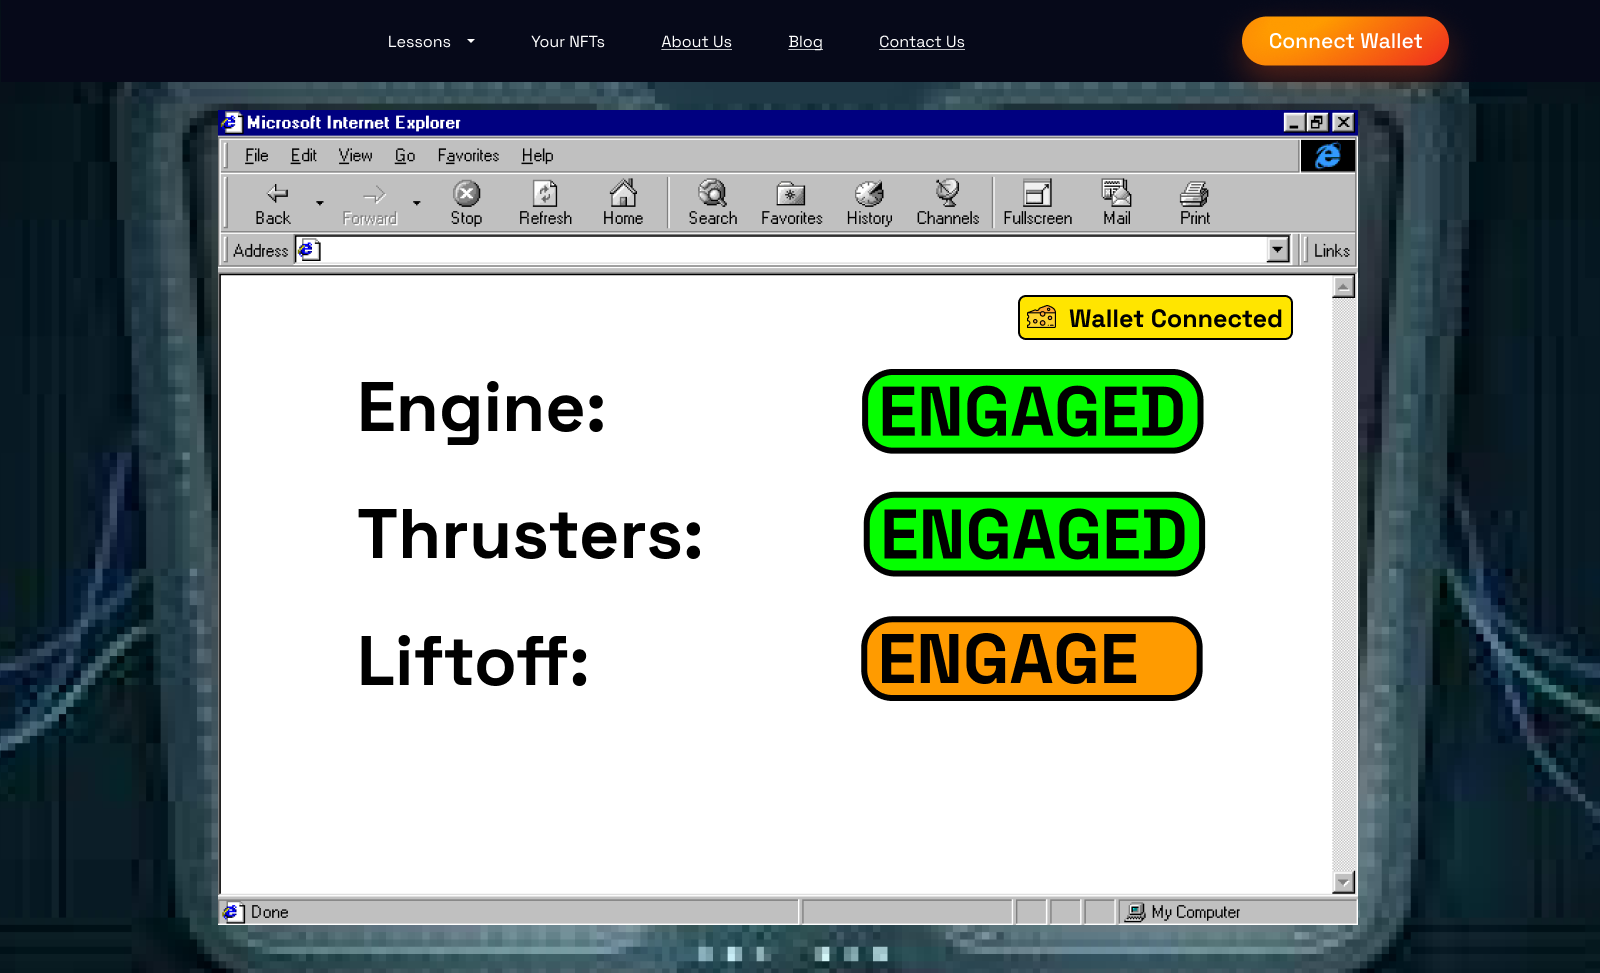 Lessons Your NFTs About Us Blog Contact Us Connect Wallet
Microsoft Internet Explorer
File Edit View Go Favorites Help
Back Forward Stop Refresh Home Search Favorites History Channels Fullscreen Mail Print
Address Links
Wallet Connected
Engine: ENGAGED
Thrusters: ENGAGED
Liftoff: ENGAGE
Done My Computer